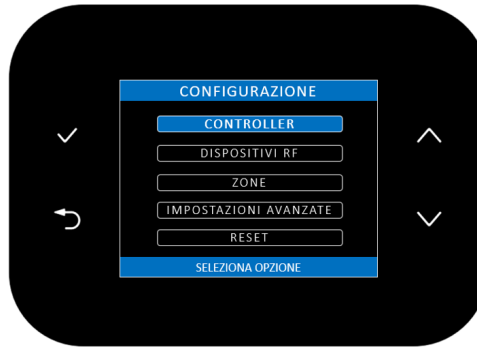 CONFIGURAZIONE
CONTROLLER
DISPOSITIVI RF
ZONE
IMPOSTAZIONI AVANZATE
RESET
SELEZIONA OPZIONE